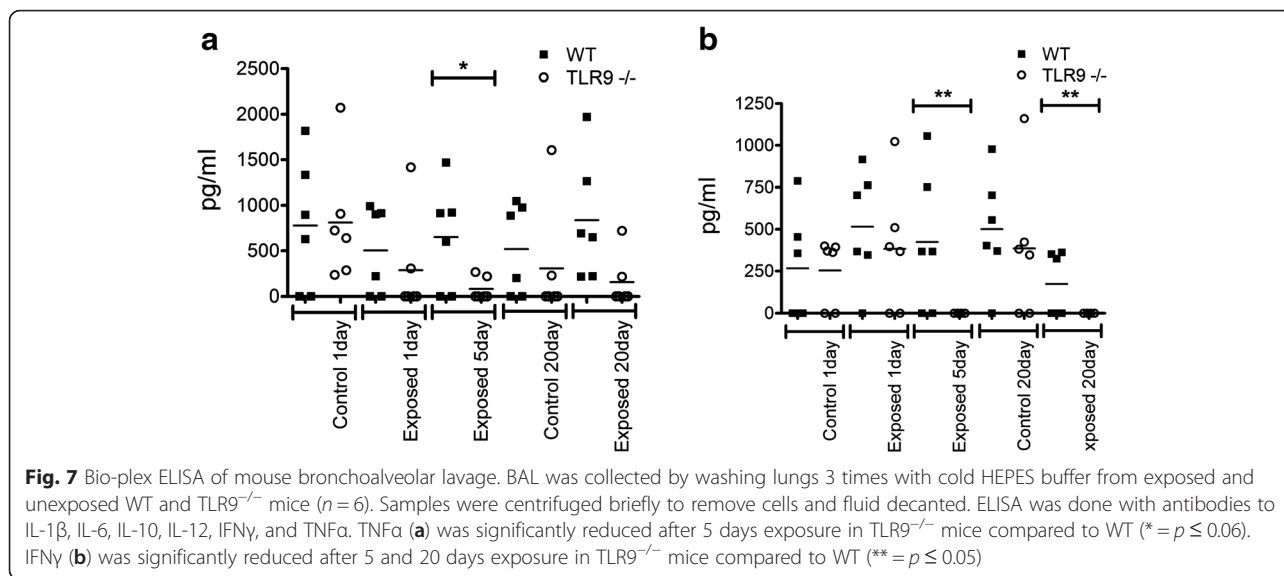 a
■ WT
○ TLR9 -/-
*
2500
2000
1500
1000
500
0
pg/ml
Control 1day
Exposed 1day
Exposed 5day
Control 20day
Exposed 20day
b
■ WT
○ TLR9 -/-
**
**
1250
1000
750
500
250
0
pg/ml
Control 1day
Exposed 1day
Exposed 5day
Control 20day
xposed 20day
Fig. 7 Bio-plex ELISA of mouse bronchoalveolar lavage. BAL was collected by washing lungs 3 times with cold HEPES buffer from exposed and
unexposed WT and TLR9−/− mice (n = 6). Samples were centrifuged briefly to remove cells and fluid decanted. ELISA was done with antibodies to
IL-1β, IL-6, IL-10, IL-12, IFNγ, and TNFα. TNFα (a) was significantly reduced after 5 days exposure in TLR9−/− mice compared to WT (* = p ≤ 0.06).
IFNγ (b) was significantly reduced after 5 and 20 days exposure in TLR9−/− mice compared to WT (** = p ≤ 0.05)